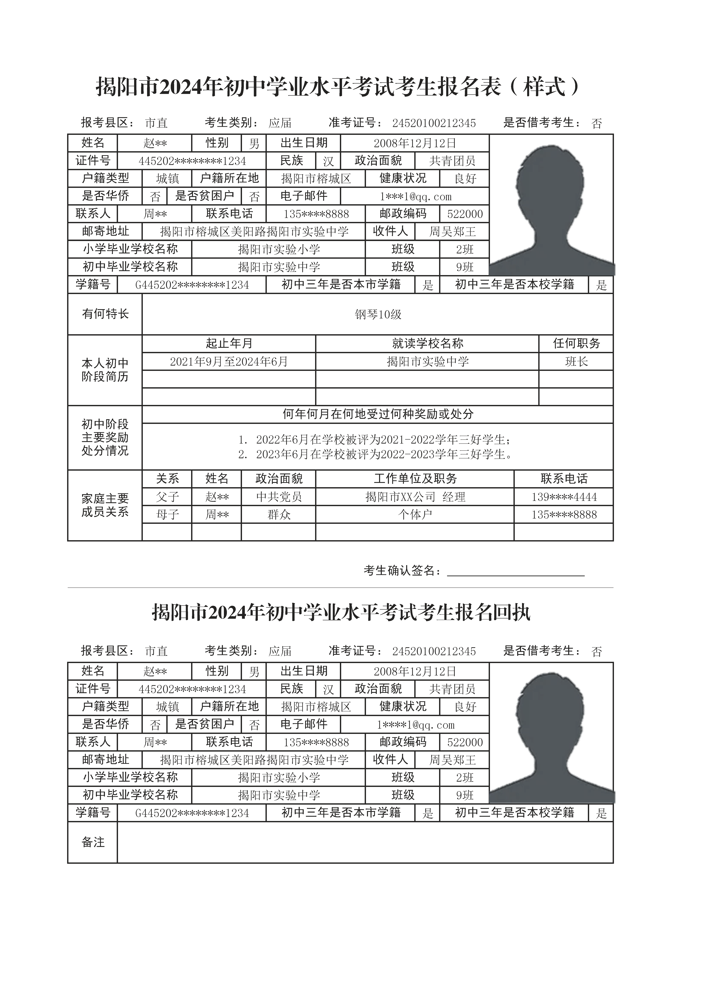 揭阳市2024年初中学业水平考试考生报名表（样式）
报考县区： 市直 考生类别： 应届 准考证号： 24520100212345 是否借考考生： 否
姓名 赵** 性别 男 出生日期 2008年12月12日
证件号 445202********1234 民族 汉 政治面貌 共青团员
户籍类型 城镇 户籍所在地 揭阳市榕城区 健康状况 良好
是否华侨 否 是否贫困户 否 电子邮件 1***1@qq.com
联系人 周** 联系电话 135****8888 邮政编码 522000
邮寄地址 揭阳市榕城区美阳路揭阳市实验中学 收件人 周吴郑王
小学毕业学校名称 揭阳市实验小学 班级 2班
初中毕业学校名称 揭阳市实验中学 班级 9班
学籍号 G445202********1234 初中三年是否本市学籍 是 初中三年是否本校学籍 是
有何特长 钢琴10级
本人初中
阶段简历
起止年月 就读学校名称 任何职务
2021年9月至2024年6月 揭阳市实验中学 班长
初中阶段
主要奖励
处分情况
何年何月在何地受过何种奖励或处分
1. 2022年6月在学校被评为2021-2022学年三好学生；
2. 2023年6月在学校被评为2022-2023学年三好学生。
家庭主要
成员关系
关系 姓名 政治面貌 工作单位及职务 联系电话
父子 赵** 中共党员 揭阳市XX公司 经理 139****4444
母子 周** 群众 个体户 135****8888
考生确认签名：
揭阳市2024年初中学业水平考试考生报名回执
报考县区： 市直 考生类别： 应届 准考证号： 24520100212345 是否借考考生： 否
姓名 赵** 性别 男 出生日期 2008年12月12日
证件号 445202********1234 民族 汉 政治面貌 共青团员
户籍类型 城镇 户籍所在地 揭阳市榕城区 健康状况 良好
是否华侨 否 是否贫困户 否 电子邮件 1****1@qq.com
联系人 周** 联系电话 135****8888 邮政编码 522000
邮寄地址 揭阳市榕城区美阳路揭阳市实验中学 收件人 周吴郑王
小学毕业学校名称 揭阳市实验小学 班级 2班
初中毕业学校名称 揭阳市实验中学 班级 9班
学籍号 G445202********1234 初中三年是否本市学籍 是 初中三年是否本校学籍 是
备注